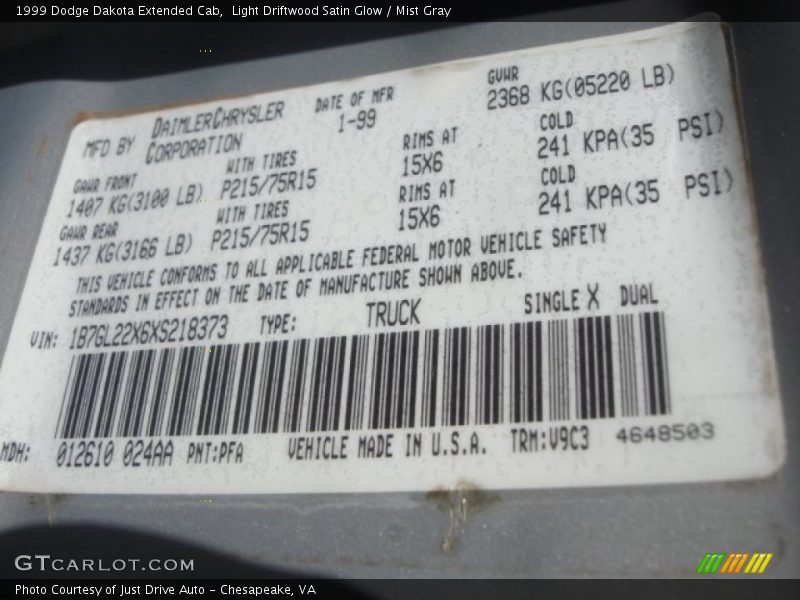 1999 Dodge Dakota Extended Cab,  Light Driftwood Satin Glow / Mist Gray
MFD BY DAIMLERCHRYSLER CORPORATION
DATE OF MFR 1-99
GVWR 2368 KG(05220 LB)
GAWR FRONT 1407 KG(3100 LB)
WITH TIRES P215/75R15
RIMS AT 15X6
COLD 241 KPA(35 PSI)
GAWR REAR 1437 KG(3166 LB)
WITH TIRES P215/75R15
RIMS AT 15X6
COLD 241 KPA(35 PSI)
THIS VEHICLE CONFORMS TO ALL APPLICABLE FEDERAL MOTOR VEHICLE SAFETY
STANDARDS IN EFFECT ON THE DATE OF MANUFACTURE SHOWN ABOVE.
VIN: 1B7GL22X6XS218373 TYPE: TRUCK SINGLE X DUAL
MDH: 012610 024AA PNT:PFA VEHICLE MADE IN U.S.A. TRM:V9C3 4648503
GTCARLOT.COM
Photo Courtesy of Just Drive Auto - Chesapeake, VA